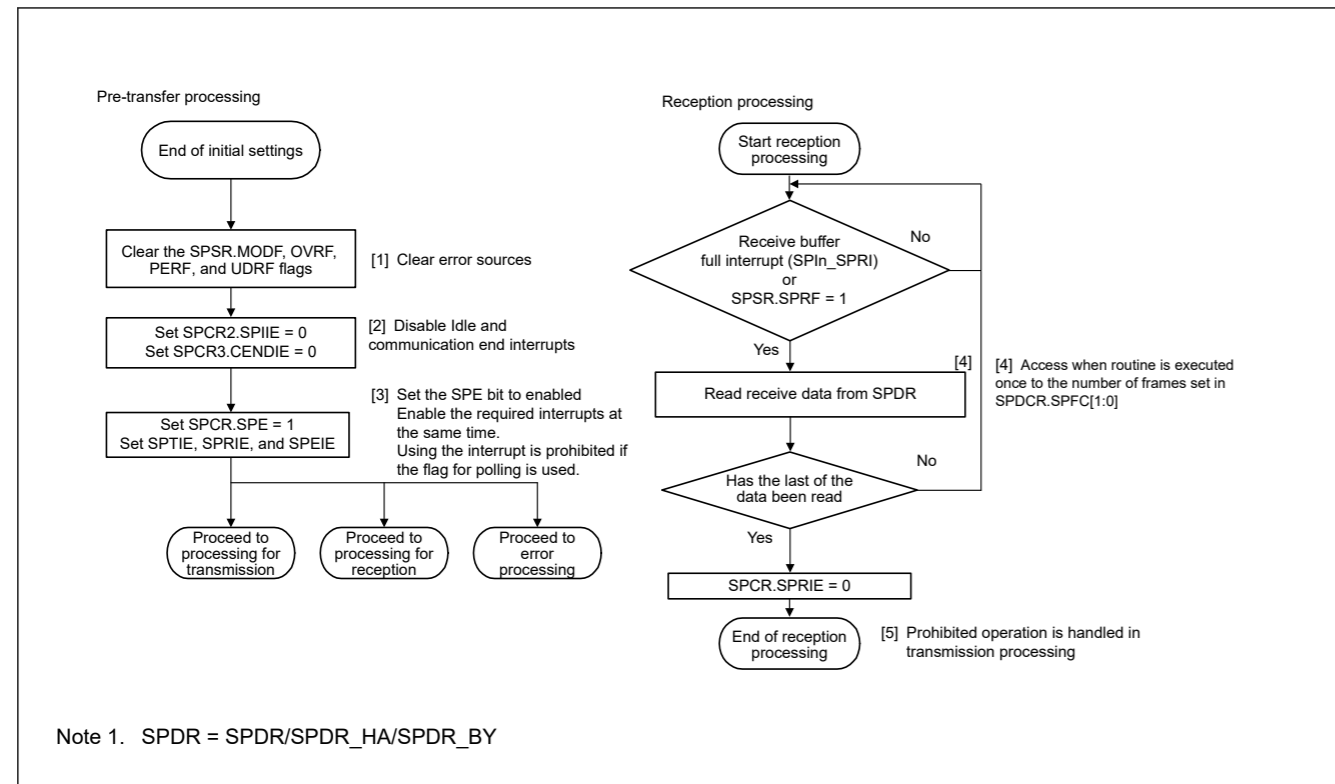 Pre-transfer processing
End of initial settings
Clear the SPSR.MODF, OVRF,
PERF, and UDRF flags
[1] Clear error sources
Set SPCR2.SPIIE = 0
Set SPCR3.CENDIE = 0
[2] Disable Idle and
communication end interrupts
Set SPCR.SPE = 1
Set SPTIE, SPRIE, and SPEIE
[3] Set the SPE bit to enabled
Enable the required interrupts at
the same time.
Using the interrupt is prohibited if
the flag for polling is used.
Proceed to
processing for
transmission
Proceed to
processing for
reception
Proceed to
error
processing
Reception processing
Start reception
processing
Receive buffer
full interrupt (SPIn_SPRI)
or
SPSR.SPRF = 1
No
Yes
Read receive data from SPDR
[4]
[4] Access when routine is executed
once to the number of frames set in
SPDCR.SPFC[1:0]
Has the last of the
data been read
No
Yes
SPCR.SPRIE = 0
End of reception
processing
[5] Prohibited operation is handled in
transmission processing
Note 1. SPDR = SPDR/SPDR_HA/SPDR_BY